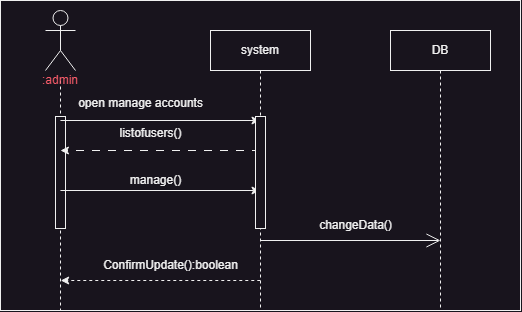 system
DB
:admin
open manage accounts
listofusers()
manage()
changeData()
ConfirmUpdate():boolean